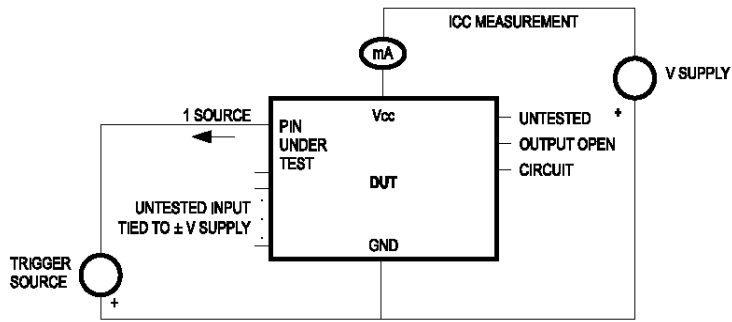 ICC MEASUREMENT
mA
V SUPPLY
+
1 SOURCE
Vcc
PIN
UNDER
TEST
UNTESTED
OUTPUT OPEN
CIRCUIT
DUT
UNTESTED INPUT
TIED TO ± V SUPPLY
GND
TRIGGER
SOURCE
+